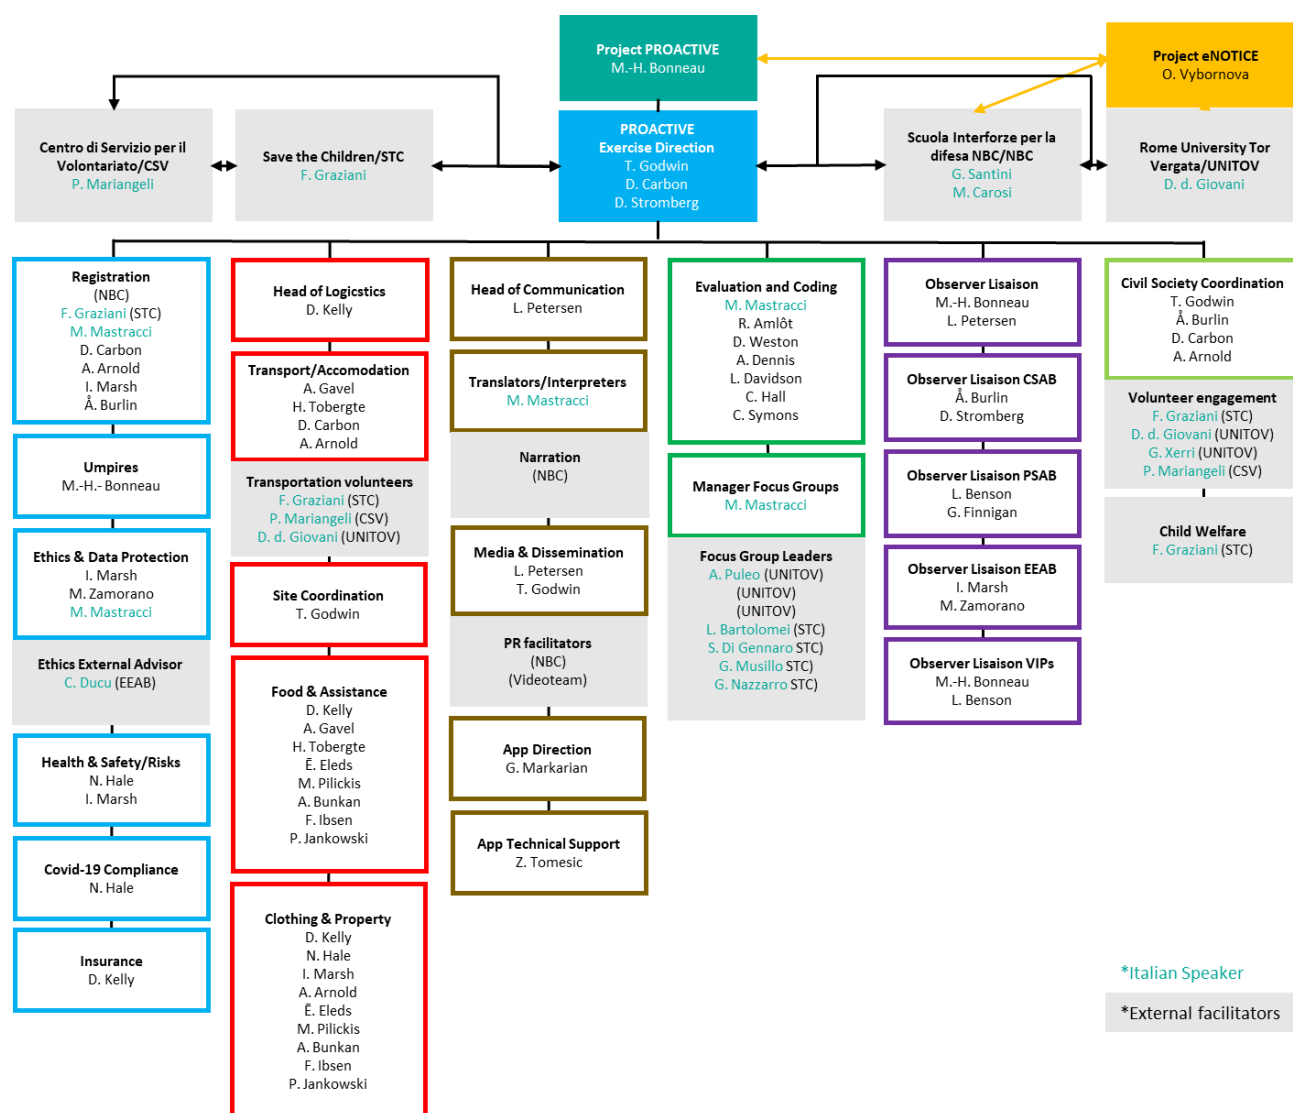 Project PROACTIVE
M.-H. Bonneau
Project eNOTICE
O. Vybornova
Centro di Servizio per il
Volontariato/CSV
P. Mariangeli
Save the Children/STC
F. Graziani
PROACTIVE
Exercise Direction
T. Godwin
D. Carbon
D. Stromberg
Scuola Interforze per la
difesa NBC/NBC
G. Santini
M. Carosi
Rome University Tor
Vergata/UNITOV
D. d. Giovani
Registration
(NBC)
F. Graziani (STC)
M. Mastracci
D. Carbon
A. Arnold
I. Marsh
Å. Burlin
Umpires
M.-H.- Bonneau
Ethics & Data Protection
I. Marsh
M. Zamorano
M. Mastracci
Ethics External Advisor
C. Ducu (EEAB)
Health & Safety/Risks
N. Hale
I. Marsh
Covid-19 Compliance
N. Hale
Insurance
D. Kelly
Head of Logicstics
D. Kelly
Transport/Accomodation
A. Gavel
H. Tobergte
D. Carbon
A. Arnold
Transportation volunteers
F. Graziani (STC)
P. Mariangeli (CSV)
D. d. Giovani (UNITOV)
Site Coordination
T. Godwin
Food & Assistance
D. Kelly
A. Gavel
H. Tobergte
Ē. Eleds
M. Pilickis
A. Bunkan
F. Ibsen
P. Jankowski
Clothing & Property
D. Kelly
N. Hale
I. Marsh
A. Arnold
Ē. Eleds
M. Pilickis
A. Bunkan
F. Ibsen
P. Jankowski
Head of Communication
L. Petersen
Translators/Interpreters
M. Mastracci
Narration
(NBC)
Media & Dissemination
L. Petersen
T. Godwin
PR facilitators
(NBC)
(Videoteam)
App Direction
G. Markarian
App Technical Support
Z. Tomesic
Evaluation and Coding
M. Mastracci
R. Amlôt
D. Weston
A. Dennis
L. Davidson
C. Hall
C. Symons
Manager Focus Groups
M. Mastracci
Focus Group Leaders
A. Puleo (UNITOV)
(UNITOV)
(UNITOV)
L. Bartolomei (STC)
S. Di Gennaro STC)
G. Musillo STC)
G. Nazzarro STC)
Observer Lisaison
M.-H. Bonneau
L. Petersen
Observer Lisaison CSAB
Å. Burlin
D. Stromberg
Observer Lisaison PSAB
L. Benson
G. Finnigan
Observer Lisaison EEAB
I. Marsh
M. Zamorano
Observer Lisaison VIPs
M.-H. Bonneau
L. Benson
Civil Society Coordination
T. Godwin
Å. Burlin
D. Carbon
A. Arnold
Volunteer engagement
F. Graziani (STC)
D. d. Giovani (UNITOV)
G. Xerri (UNITOV)
P. Mariangeli (CSV)
Child Welfare
F. Graziani (STC)
*Italian Speaker
*External facilitators